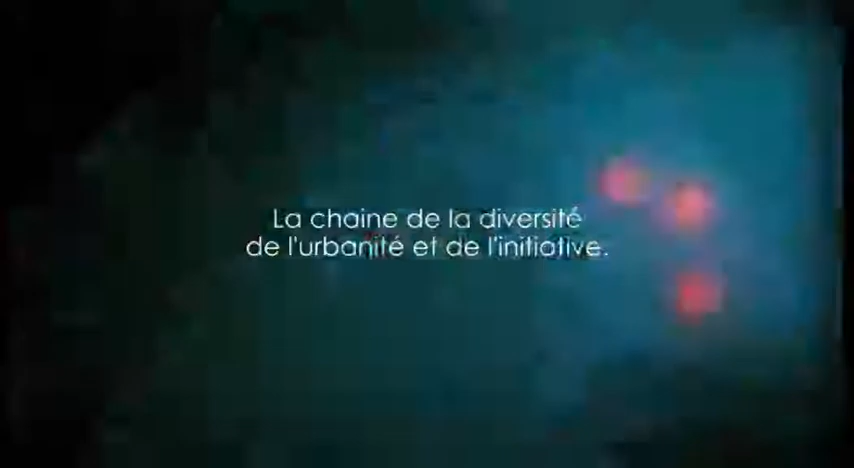 La chaine de la diversité
de l'urbanité et de l'initiative.